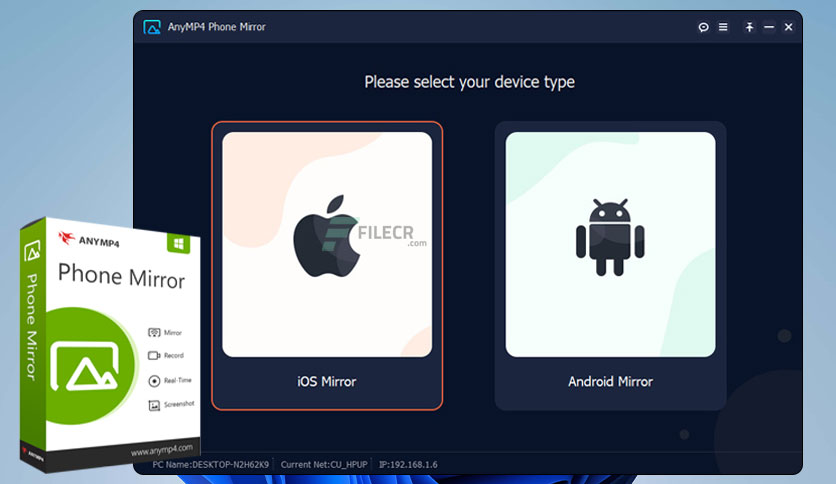 AnyMP4 Phone Mirror
Please select your device type
FILECR
.com
iOS Mirror
Android Mirror
PC Name:DESKTOP-N2H62K9
Current Net:CU_HPUP
IP:192.168.1.6
ANYMP4
Phone Mirror
Mirror
Record
Real-Time
Screenshot
www.anymp4.com
Phone Mirror